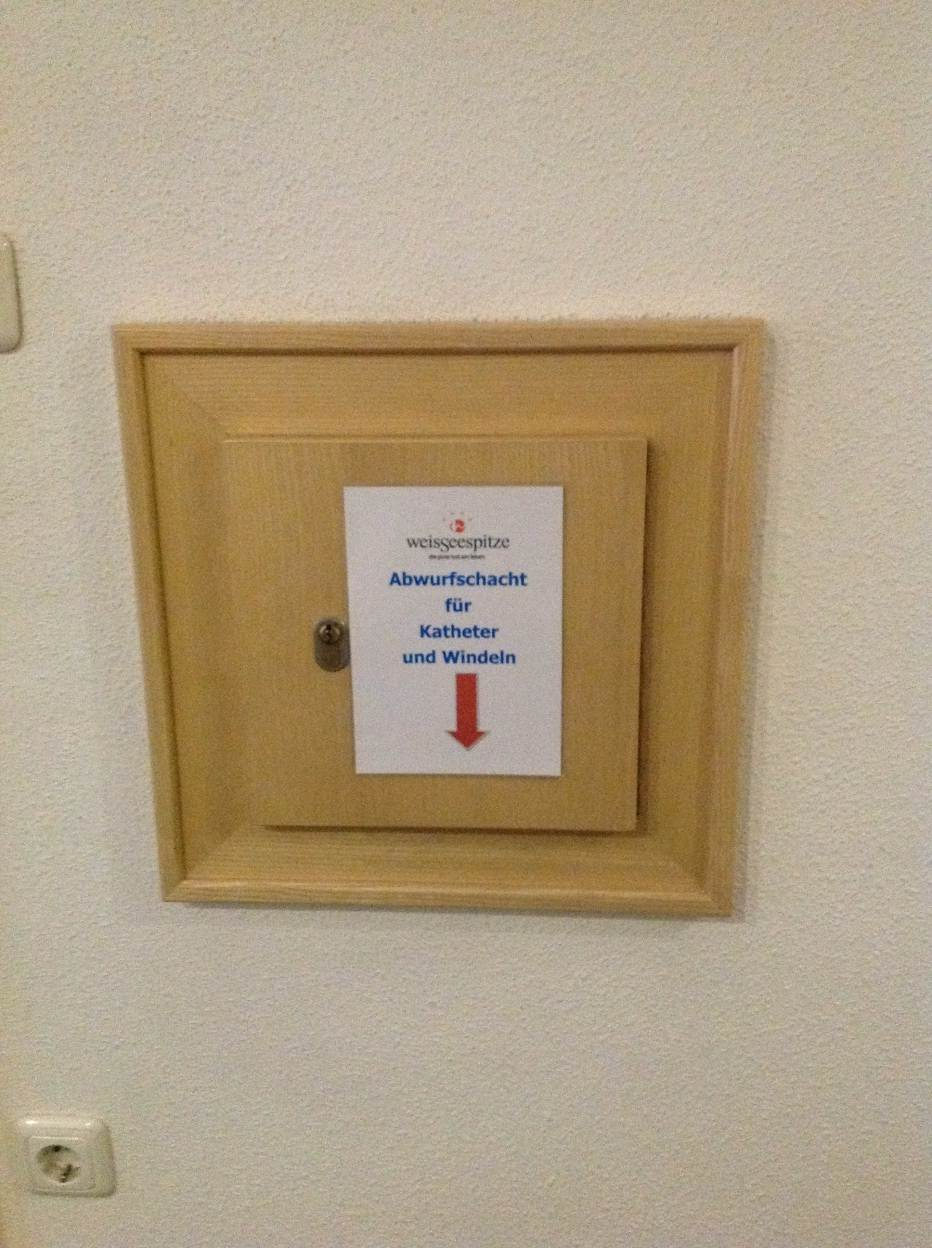 weisseespitze
Abwurfschacht
für
Katheter
und Windeln